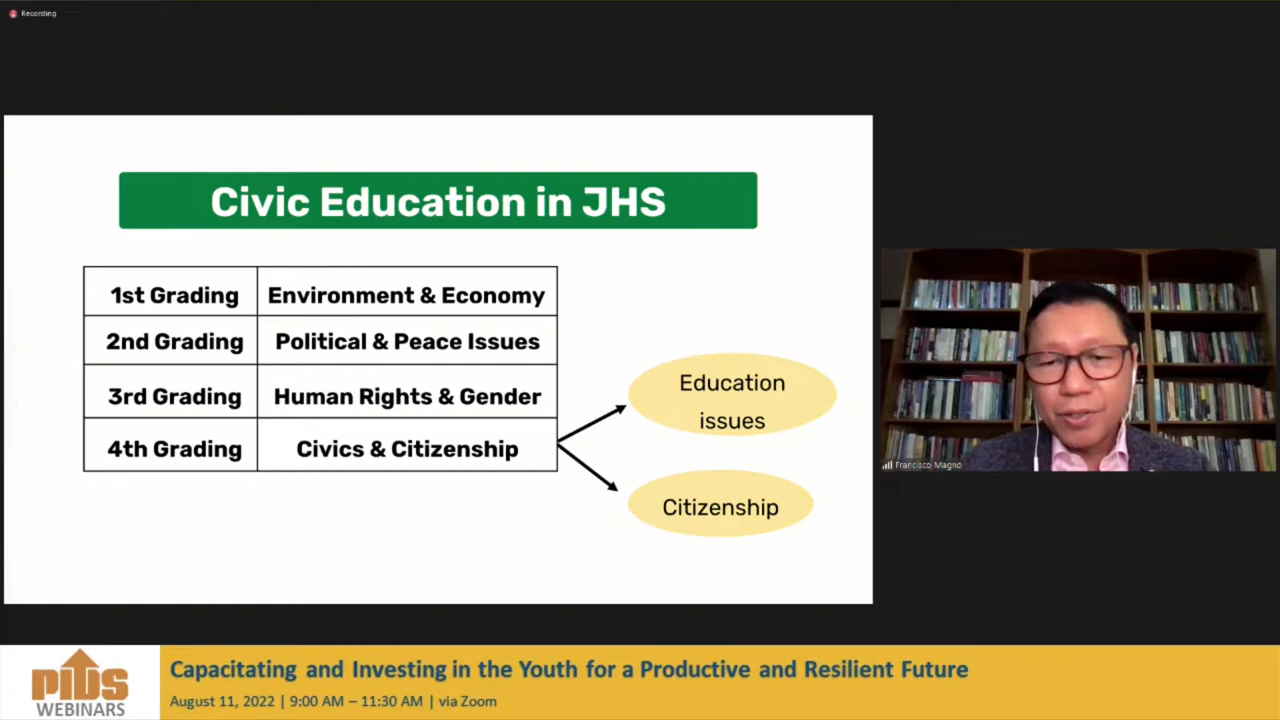 Recording
Civic Education in JHS
1st Grading Environment & Economy
2nd Grading Political & Peace Issues
3rd Grading Human Rights & Gender
4th Grading Civics & Citizenship
Education
issues
Citizenship
Francisco Magno
PIDS
WEBINARS
Capacitating and Investing in the Youth for a Productive and Resilient Future
August 11, 2022 | 9:00 AM – 11:30 AM | via Zoom